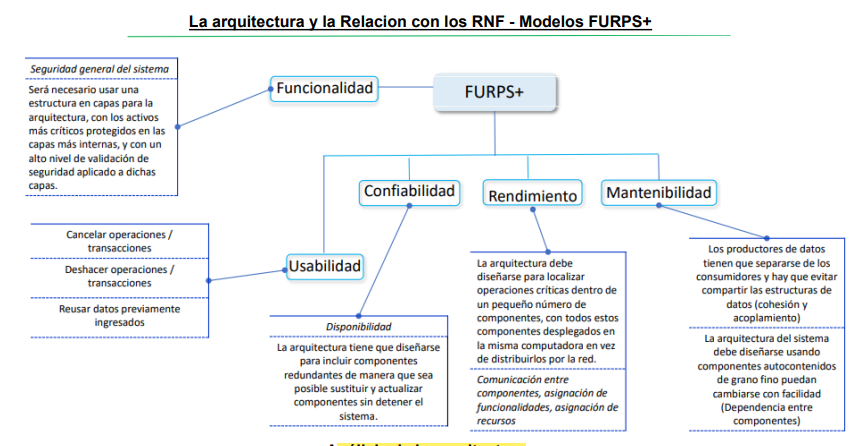 La arquitectura y la Relacion con los RNF - Modelos FURPS+
Seguridad general del sistema
Será necesario usar una
estructura en capas para la
arquitectura, con los activos
más críticos protegidos en las
capas más internas, y con un
alto nivel de validación de
seguridad aplicado a dichas
capas.
Funcionalidad
FURPS+
Confiabilidad
Rendimiento
Mantenibilidad
Usabilidad
Cancelar operaciones /
transacciones
Deshacer operaciones /
transacciones
Reusar datos previamente
ingresados
Disponibilidad
La arquitectura tiene que diseñarse
para incluir componentes
redundantes de manera que sea
posible sustituir y actualizar
componentes sin detener el
sistema.
La arquitectura debe
diseñarse para localizar
operaciones críticas dentro de
un pequeño número de
componentes, con todos estos
componentes desplegados en
la misma computadora en vez
de distribuirlos por la red.
Comunicación entre
componentes, asignación de
funcionalidades, asignación de
recursos
Los productores de datos
tienen que separarse de los
consumidores y hay que evitar
compartir las estructuras de
datos (cohesión y
acoplamiento)
La arquitectura del sistema
debe diseñarse usando
componentes autocontenidos
de grano fino puedan
cambiarse con facilidad
(Dependencia entre
componentes)